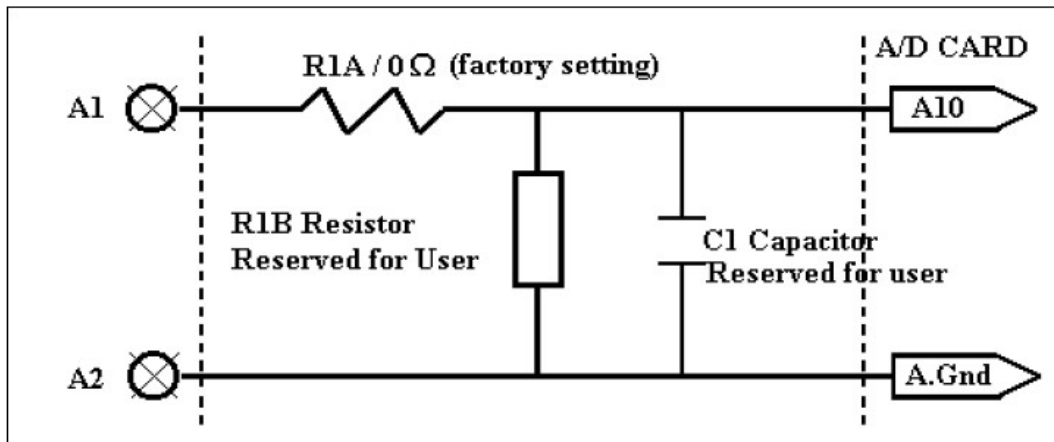 R1A / 0 Ω (factory setting)
A/D CARD
A1
A10
R1B Resistor
Reserved for User
C1 Capacitor
Reserved for user
A2
A.Gnd